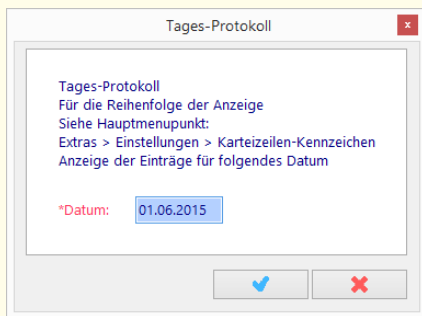 Tages-Protokoll
Tages-Protokoll
Für die Reihenfolge der Anzeige
Siehe Hauptmenupunkt:
Extras > Einstellungen > Karteizeilen-Kennzeichen
Anzeige der Einträge für folgendes Datum
*Datum: 01.06.2015